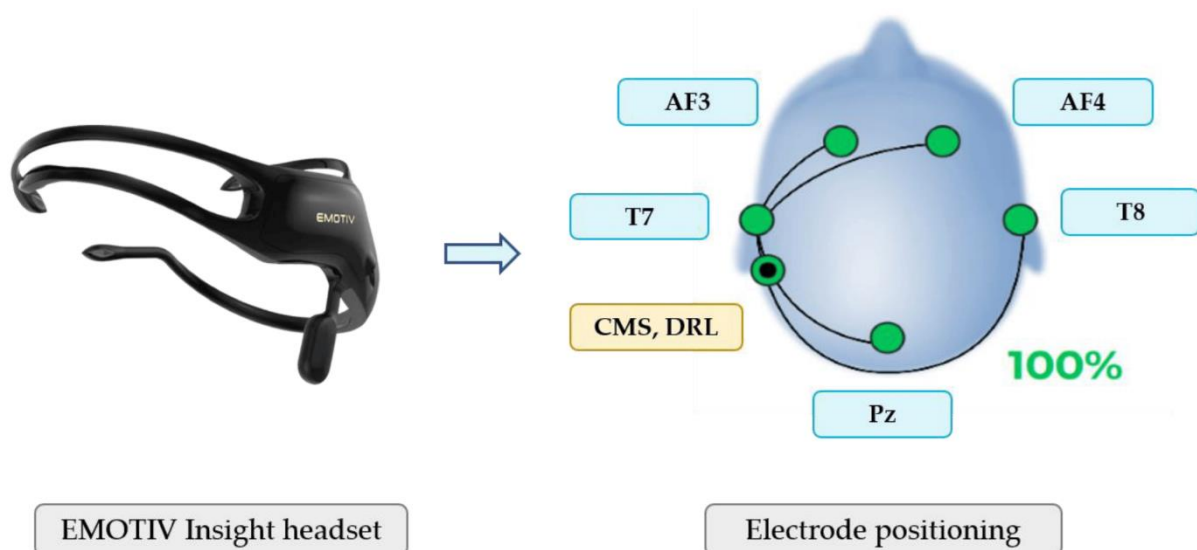 AF3
AF4
EMOTIV
T7
T8
CMS, DRL
100%
Pz
EMOTIV Insight headset
Electrode positioning